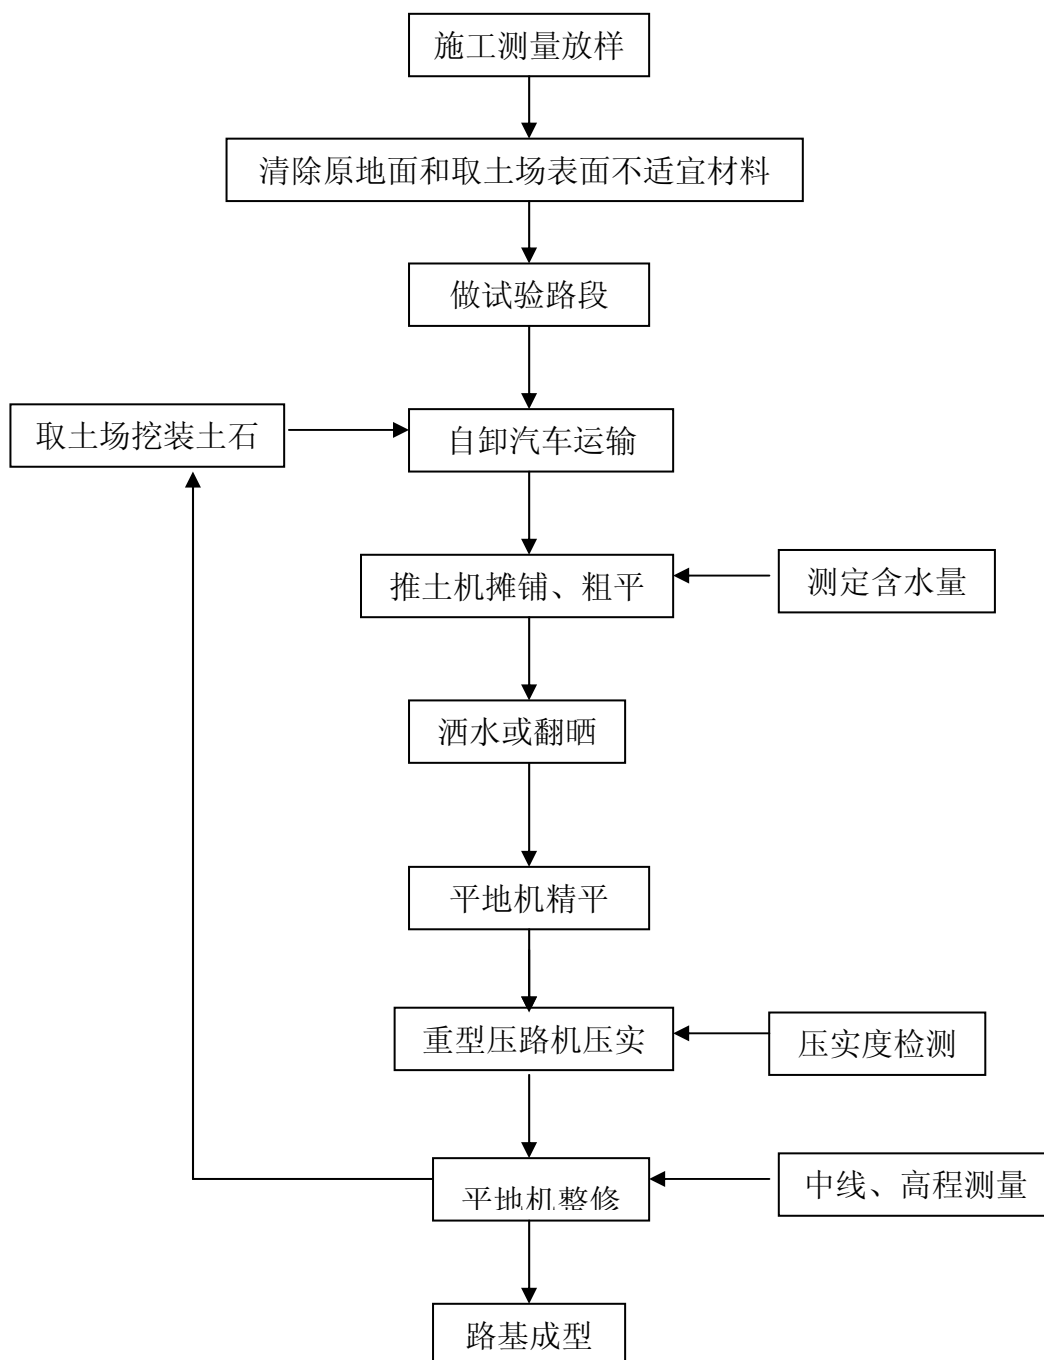 施工测量放样
清除原地面和取土场表面不适宜材料
做试验路段
取土场挖装土石
自卸汽车运输
推土机摊铺、粗平
测定含水量
洒水或翻晒
平地机精平
重型压路机压实
压实度检测
平地机整修
中线、高程测量
路基成型